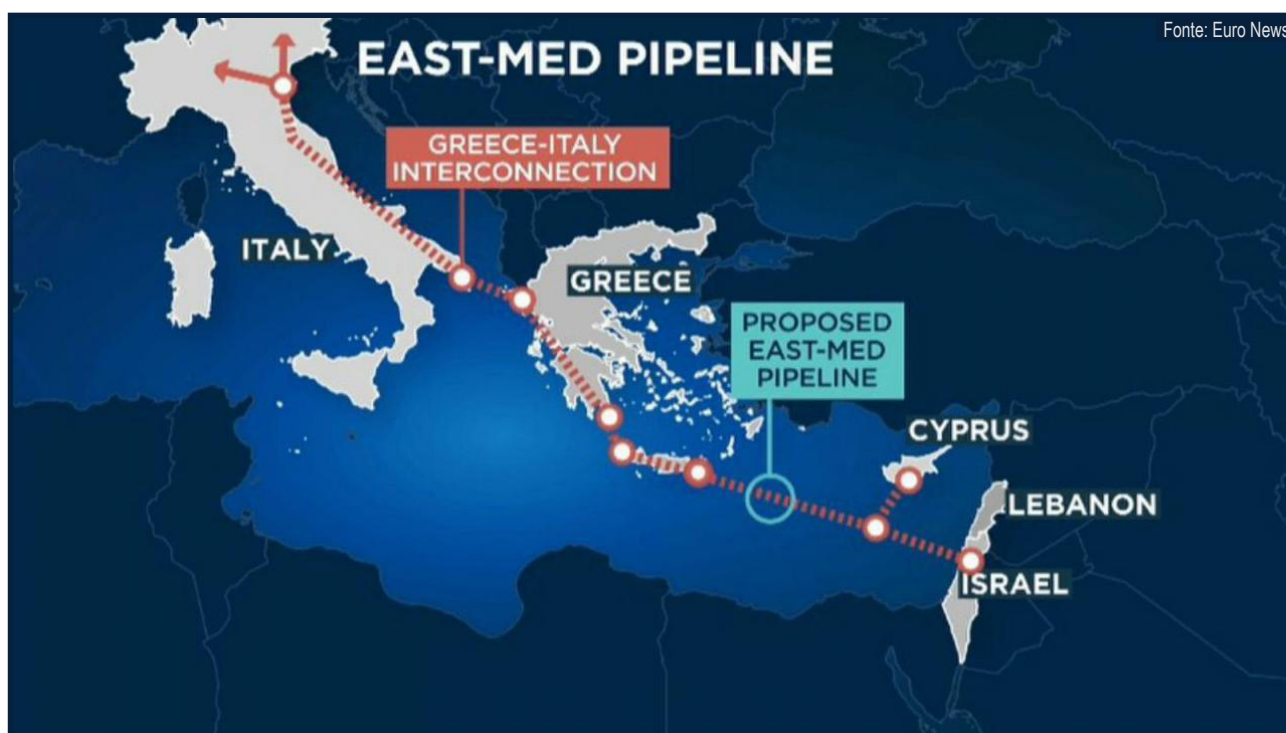 Fonte: Euro News
EAST-MED PIPELINE
GREECE-ITALY
INTERCONNECTION
ITALY
GREECE
PROPOSED
EAST-MED
PIPELINE
CYPRUS
LEBANON
ISRAEL